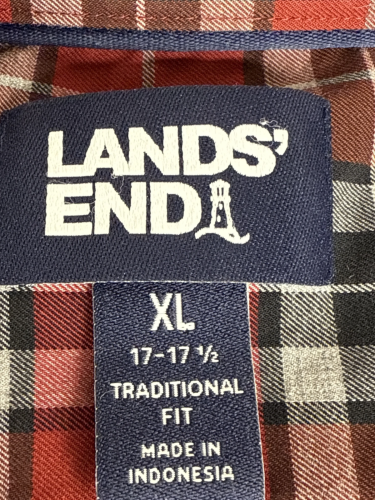 LANDS'
END
XL
17-17 ½
TRADITIONAL
FIT
MADE IN
INDONESIA